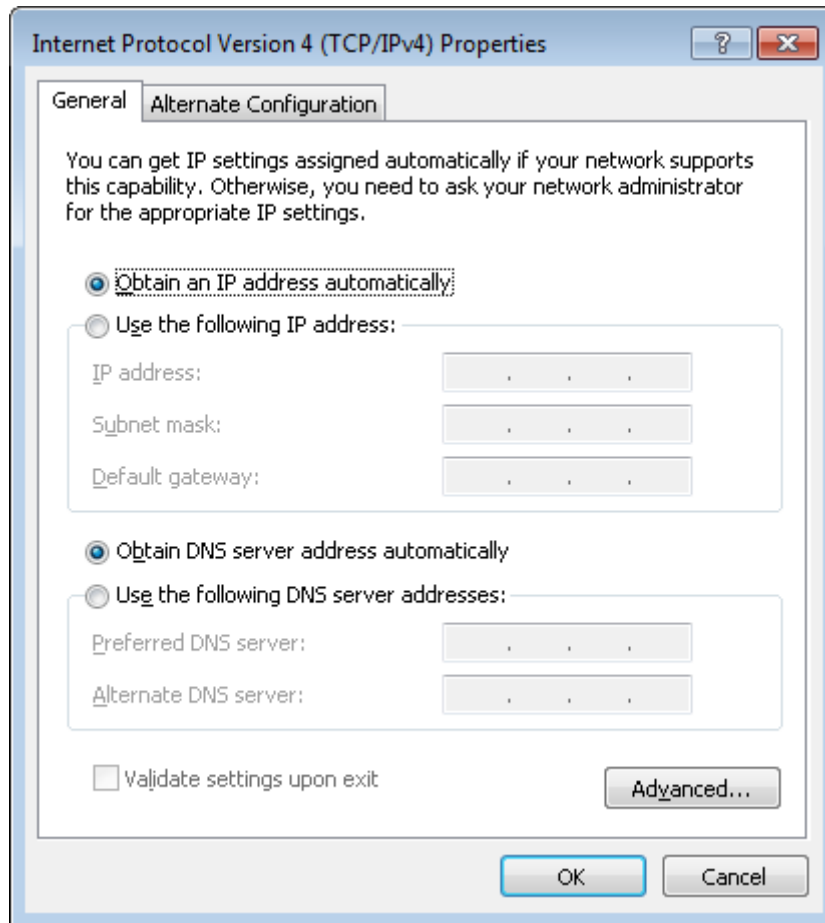 Internet Protocol Version 4 (TCP/IPv4) Properties
?
General
Alternate Configuration
You can get IP settings assigned automatically if your network supports
this capability. Otherwise, you need to ask your network administrator
for the appropriate IP settings.
Obtain an IP address automatically
Use the following IP address:
IP address:
. . .
Subnet mask:
. . .
Default gateway:
. . .
Obtain DNS server address automatically
Use the following DNS server addresses:
Preferred DNS server:
. . .
Alternate DNS server:
. . .
Validate settings upon exit
Advanced...
OK
Cancel